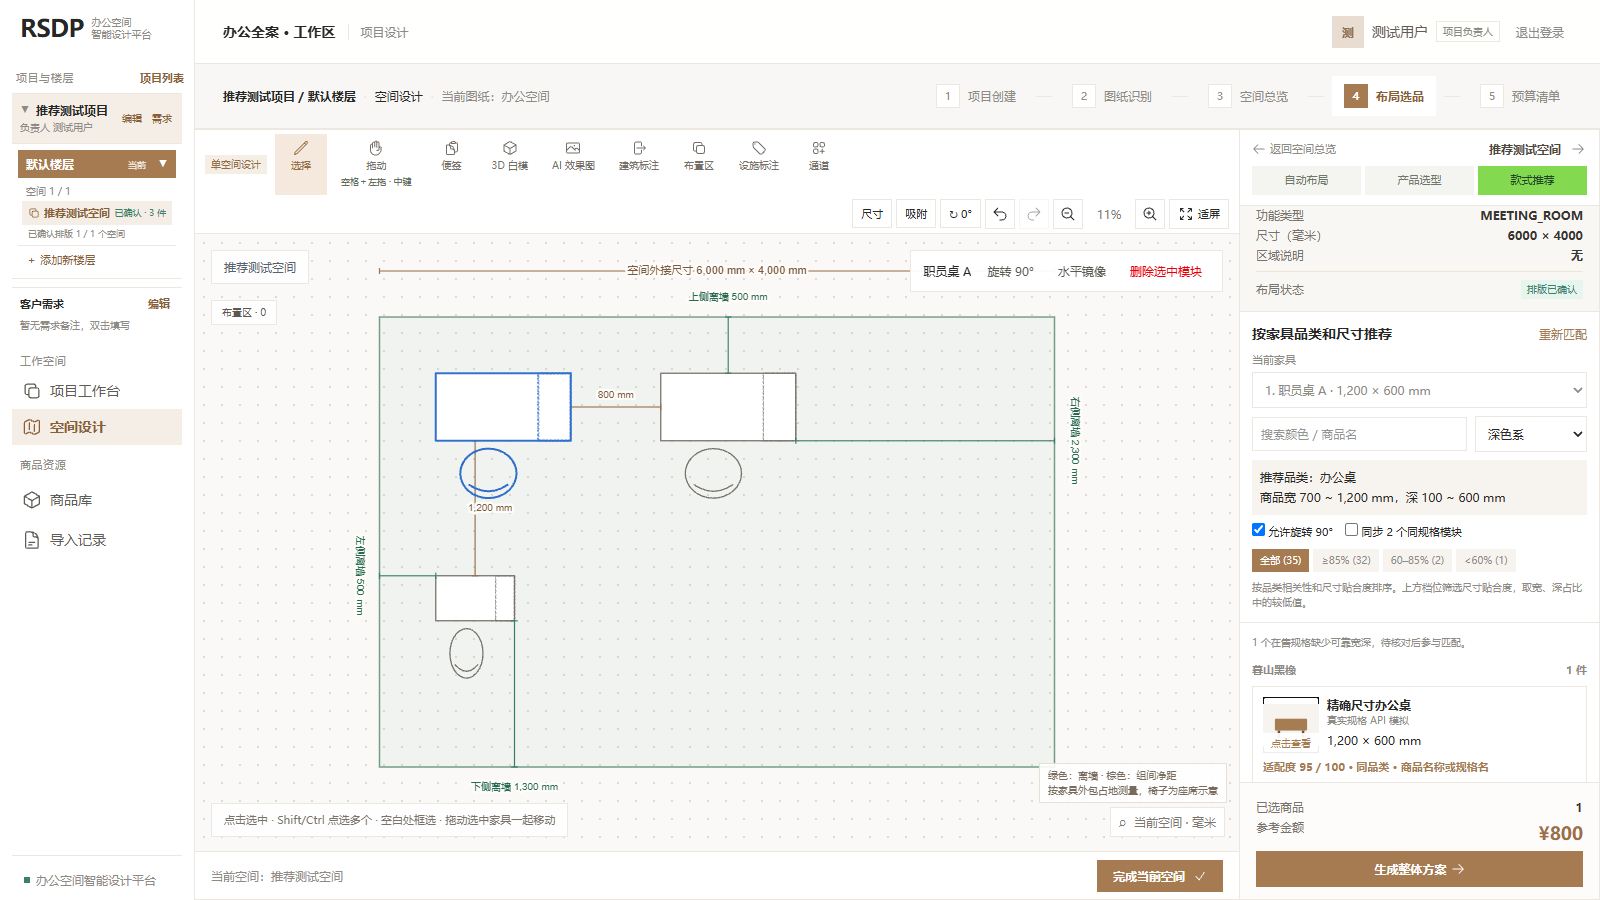 RSDP
办公空间
智能设计平台
项目与楼层
项目列表
推荐测试项目
编辑
需求
负责人 测试用户
默认楼层
当前
空间 1 / 1
推荐测试空间
已确认 · 3 件
已确认排版 1 / 1 个空间
+ 添加新楼层
客户需求
编辑
暂无需求备注，双击填写
工作空间
项目工作台
空间设计
商品资源
商品库
导入记录
办公空间智能设计平台
办公全案 • 工作区
项目设计
测
测试用户
项目负责人
退出登录
推荐测试项目 / 默认楼层 · 空间设计 · 当前图纸：办公空间
1 项目创建
2 图纸识别
3 空间总览
4 布局选品
5 预算清单
单空间设计
选择
拖动
空格 + 左拖 · 中键
便签
3D 白模
AI 效果图
建筑标注
布置区
设施标注
通道
尺寸
吸附
↻ 0°
11%
适屏
推荐测试空间
布置区 · 0
空间外接尺寸 6,000 mm × 4,000 mm
职员桌 A
旋转 90°
水平镜像
删除选中模块
上侧离墙 500 mm
800 mm
1,200 mm
右侧离墙 2,300 mm
左侧离墙 500 mm
下侧离墙 1,300 mm
绿色：离墙 · 棕色：组间净距
按家具外包占地测量，椅子为座席示意
点击选中 · Shift/Ctrl 点选多个 · 空白处框选 · 拖动选中家具一起移动
当前空间 · 毫米
当前空间：推荐测试空间
完成当前空间
返回空间总览
推荐测试空间
自动布局
产品选型
款式推荐
功能类型
MEETING_ROOM
尺寸（毫米）
6000 × 4000
区域说明
无
布局状态
排版已确认
按家具品类和尺寸推荐
重新匹配
当前家具
1. 职员桌 A · 1,200 × 600 mm
搜索颜色 / 商品名
深色系
推荐品类：办公桌
商品宽 700 ~ 1,200 mm，深 100 ~ 600 mm
允许旋转 90°
同步 2 个同规格模块
全部 (35)
≥85% (32)
60–85% (2)
<60% (1)
按品类相关性和尺寸贴合度排序。上方档位筛选尺寸贴合度，取宽、深占比
中的较低值。
1 个在售规格缺少可靠宽深，待核对后参与匹配。
暮山黑橡
1 件
精确尺寸办公桌
真实规格 API 模拟
1,200 × 600 mm
点击查看
适配度 95 / 100 • 同品类 • 商品名称或规格名
已选商品
1
参考金额
¥800
生成整体方案